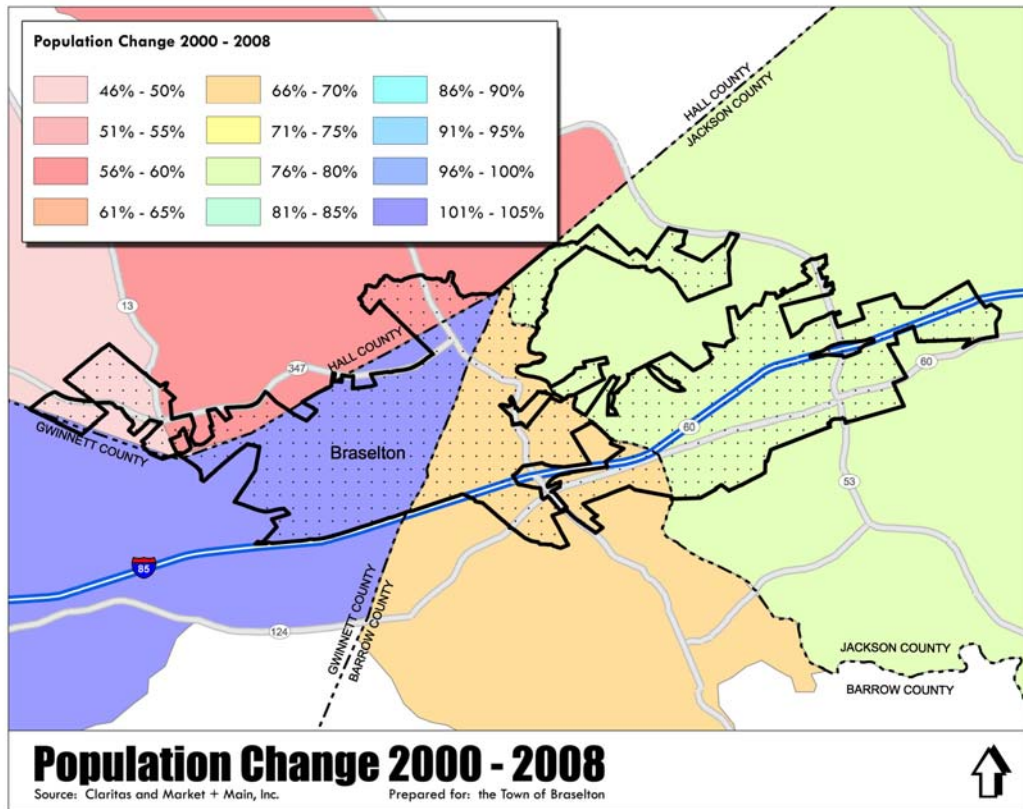 Population Change 2000 - 2008
46% - 50%
66% - 70%
86% - 90%
51% - 55%
71% - 75%
91% - 95%
56% - 60%
76% - 80%
96% - 100%
61% - 65%
81% - 85%
101% - 105%
HALL COUNTY
JACKSON COUNTY
13
347
HALL COUNTY
GWINNETT COUNTY
Braselton
60
60
53
85
124
GWINNETT COUNTY
BARROW COUNTY
JACKSON COUNTY
BARROW COUNTY
Population Change 2000 - 2008
Source: Claritas and Market + Main, Inc.
Prepared for: the Town of Braselton